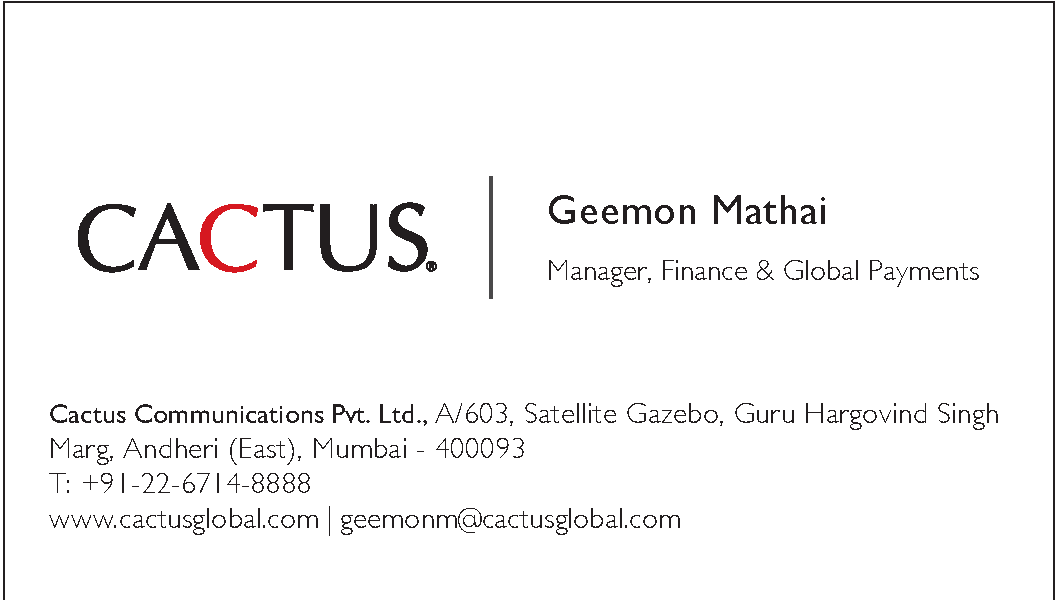 CACTUS®
Geemon Mathai
Manager, Finance & Global Payments
Cactus Communications Pvt. Ltd., A/603, Satellite Gazebo, Guru Hargovind Singh
Marg, Andheri (East), Mumbai - 400093
T: +91-22-6714-8888
www.cactusglobal.com | geemonm@cactusglobal.com